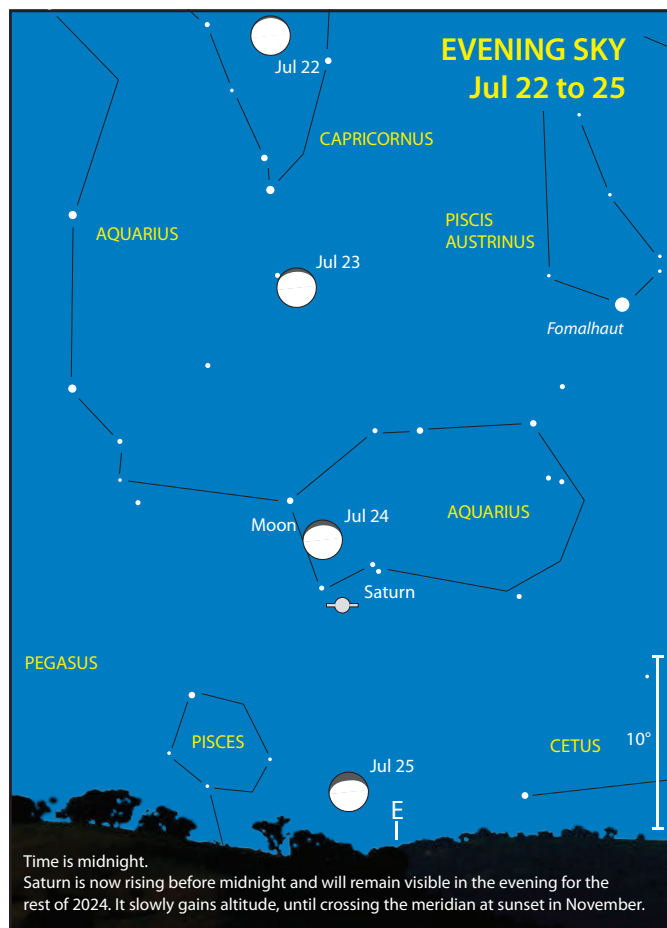 EVENING SKY
Jul 22 to 25
Jul 22
CAPRICORNUS
AQUARIUS
PISCIS
AUSTRINUS
Jul 23
Fomalhaut
Jul 24
Moon
AQUARIUS
Saturn
PEGASUS
PISCES
CETUS
10°
Jul 25
E
Time is midnight.
Saturn is now rising before midnight and will remain visible in the evening for the
rest of 2024. It slowly gains altitude, until crossing the meridian at sunset in November.